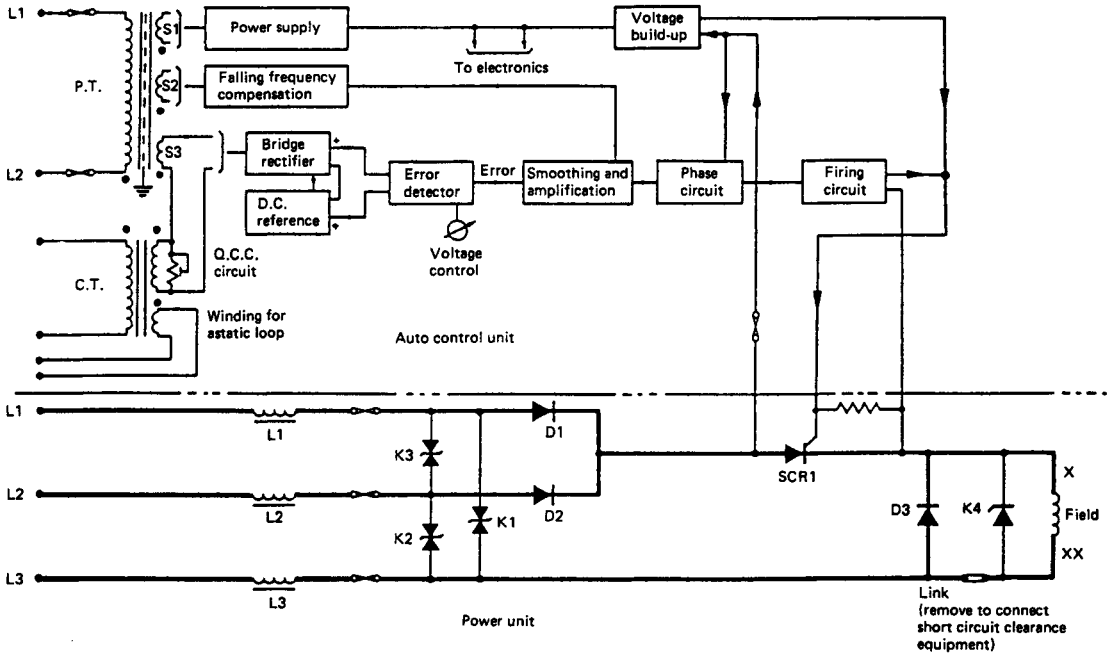 L1
S1
Power supply
Voltage
build-up
To electronics
P.T.
S2
Falling frequency
compensation
S3
Bridge
rectifier
+
L2
Error
detector
Error
Smoothing and
amplification
Phase
circuit
Firing
circuit
D.C.
reference
+
Voltage
control
Q.C.C.
circuit
C.T.
Winding for
astatic loop
Auto control unit
L1
L1
D1
K3
SCR1
L2
L2
D2
K1
K2
D3
K4
X
Field
XX
L3
L3
Power unit
Link
(remove to connect
short circuit clearance
equipment)